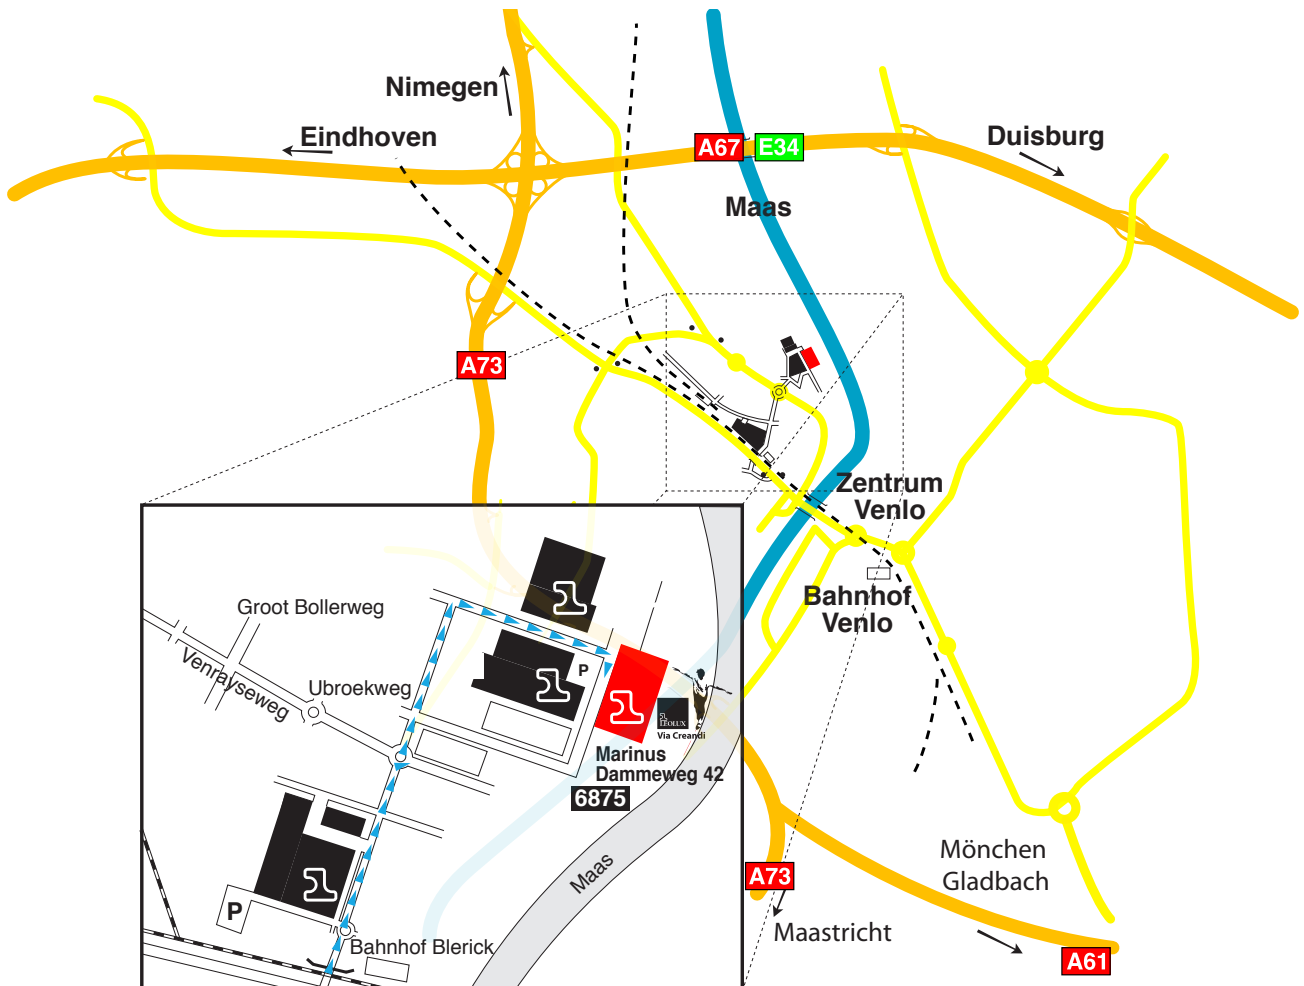 Nimegen
Eindhoven
A67
E34
Duisburg
Maas
A73
Zentrum
Venlo
Bahnhof
Venlo
Groot Bollerweg
Venrayseweg
Ubroekweg
P
LEOLUX
Via Creandi
Marinus
Dammeweg 42
6875
Maas
P
Bahnhof Blerick
A73
Maastricht
Mönchen
Gladbach
A61